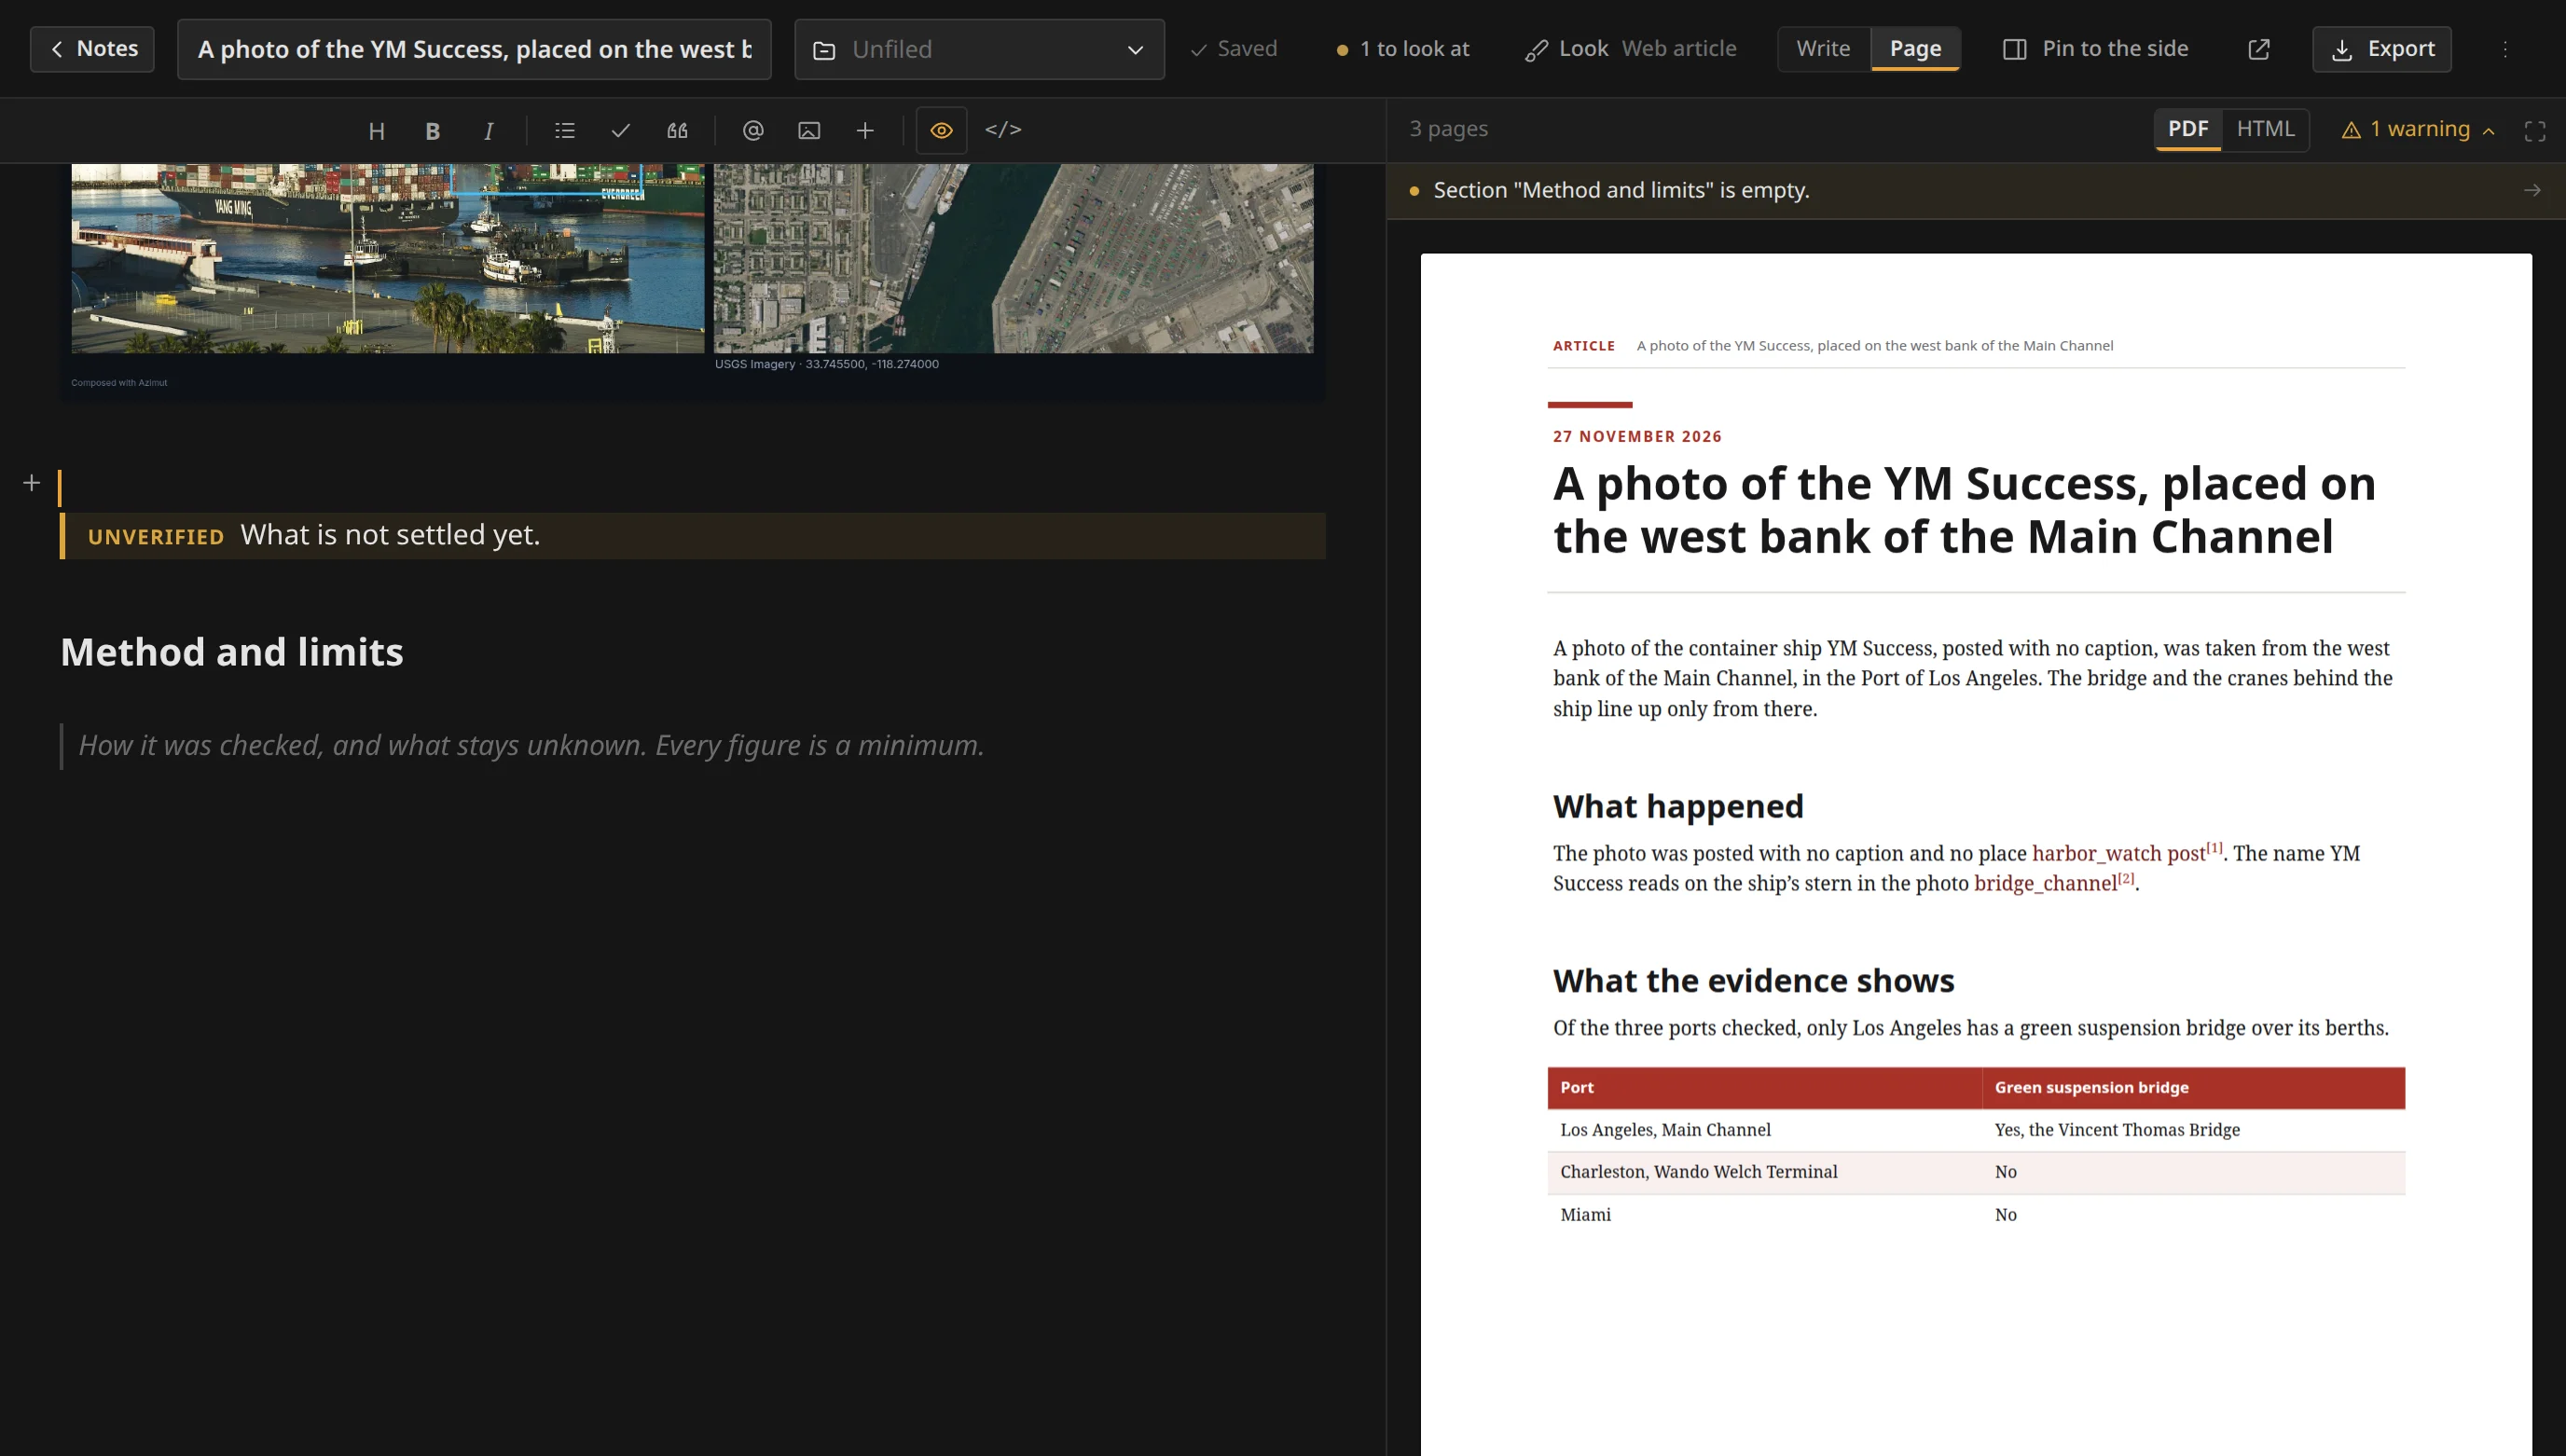 Notes
A photo of the YM Success, placed on the west b
Unfiled
Saved
1 to look at
Look Web article
Write Page
Pin to the side
Export
H B I </>
3 pages
PDF HTML
1 warning
Section "Method and limits" is empty.
YANG MING
EVERGREEN
USGS Imagery · 33.745500, -118.274000
Composed with Azimut
UNVERIFIED What is not settled yet.
Method and limits
How it was checked, and what stays unknown. Every figure is a minimum.
ARTICLE A photo of the YM Success, placed on the west bank of the Main Channel
27 NOVEMBER 2026
A photo of the YM Success, placed on
the west bank of the Main Channel
A photo of the container ship YM Success, posted with no caption, was taken from the west
bank of the Main Channel, in the Port of Los Angeles. The bridge and the cranes behind the
ship line up only from there.
What happened
The photo was posted with no caption and no place harbor_watch post[1]. The name YM
Success reads on the ship’s stern in the photo bridge_channel[2].
What the evidence shows
Of the three ports checked, only Los Angeles has a green suspension bridge over its berths.
Port Green suspension bridge
Los Angeles, Main Channel Yes, the Vincent Thomas Bridge
Charleston, Wando Welch Terminal No
Miami No